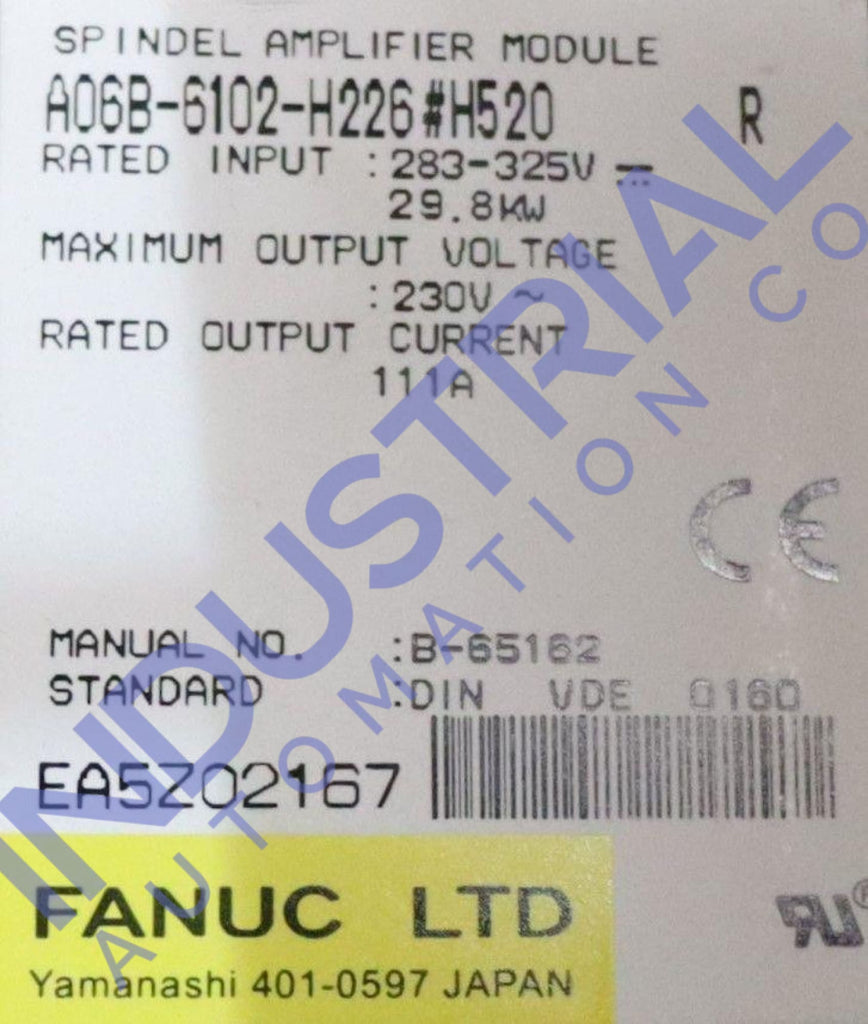 SPINDEL AMPLIFIER MODULE
A06B-6102-H226#H520 R
RATED INPUT :283-325V ⎓
29.8kW
MAXIMUM OUTPUT VOLTAGE
:230V ~
RATED OUTPUT CURRENT
111A
CE
MANUAL NO. :B-65162
STANDARD :DIN VDE 0160
EA5Z02167
FANUC LTD
Yamanashi 401-0597 JAPAN
RU
INDUSTRIAL
AUTOMATION CO